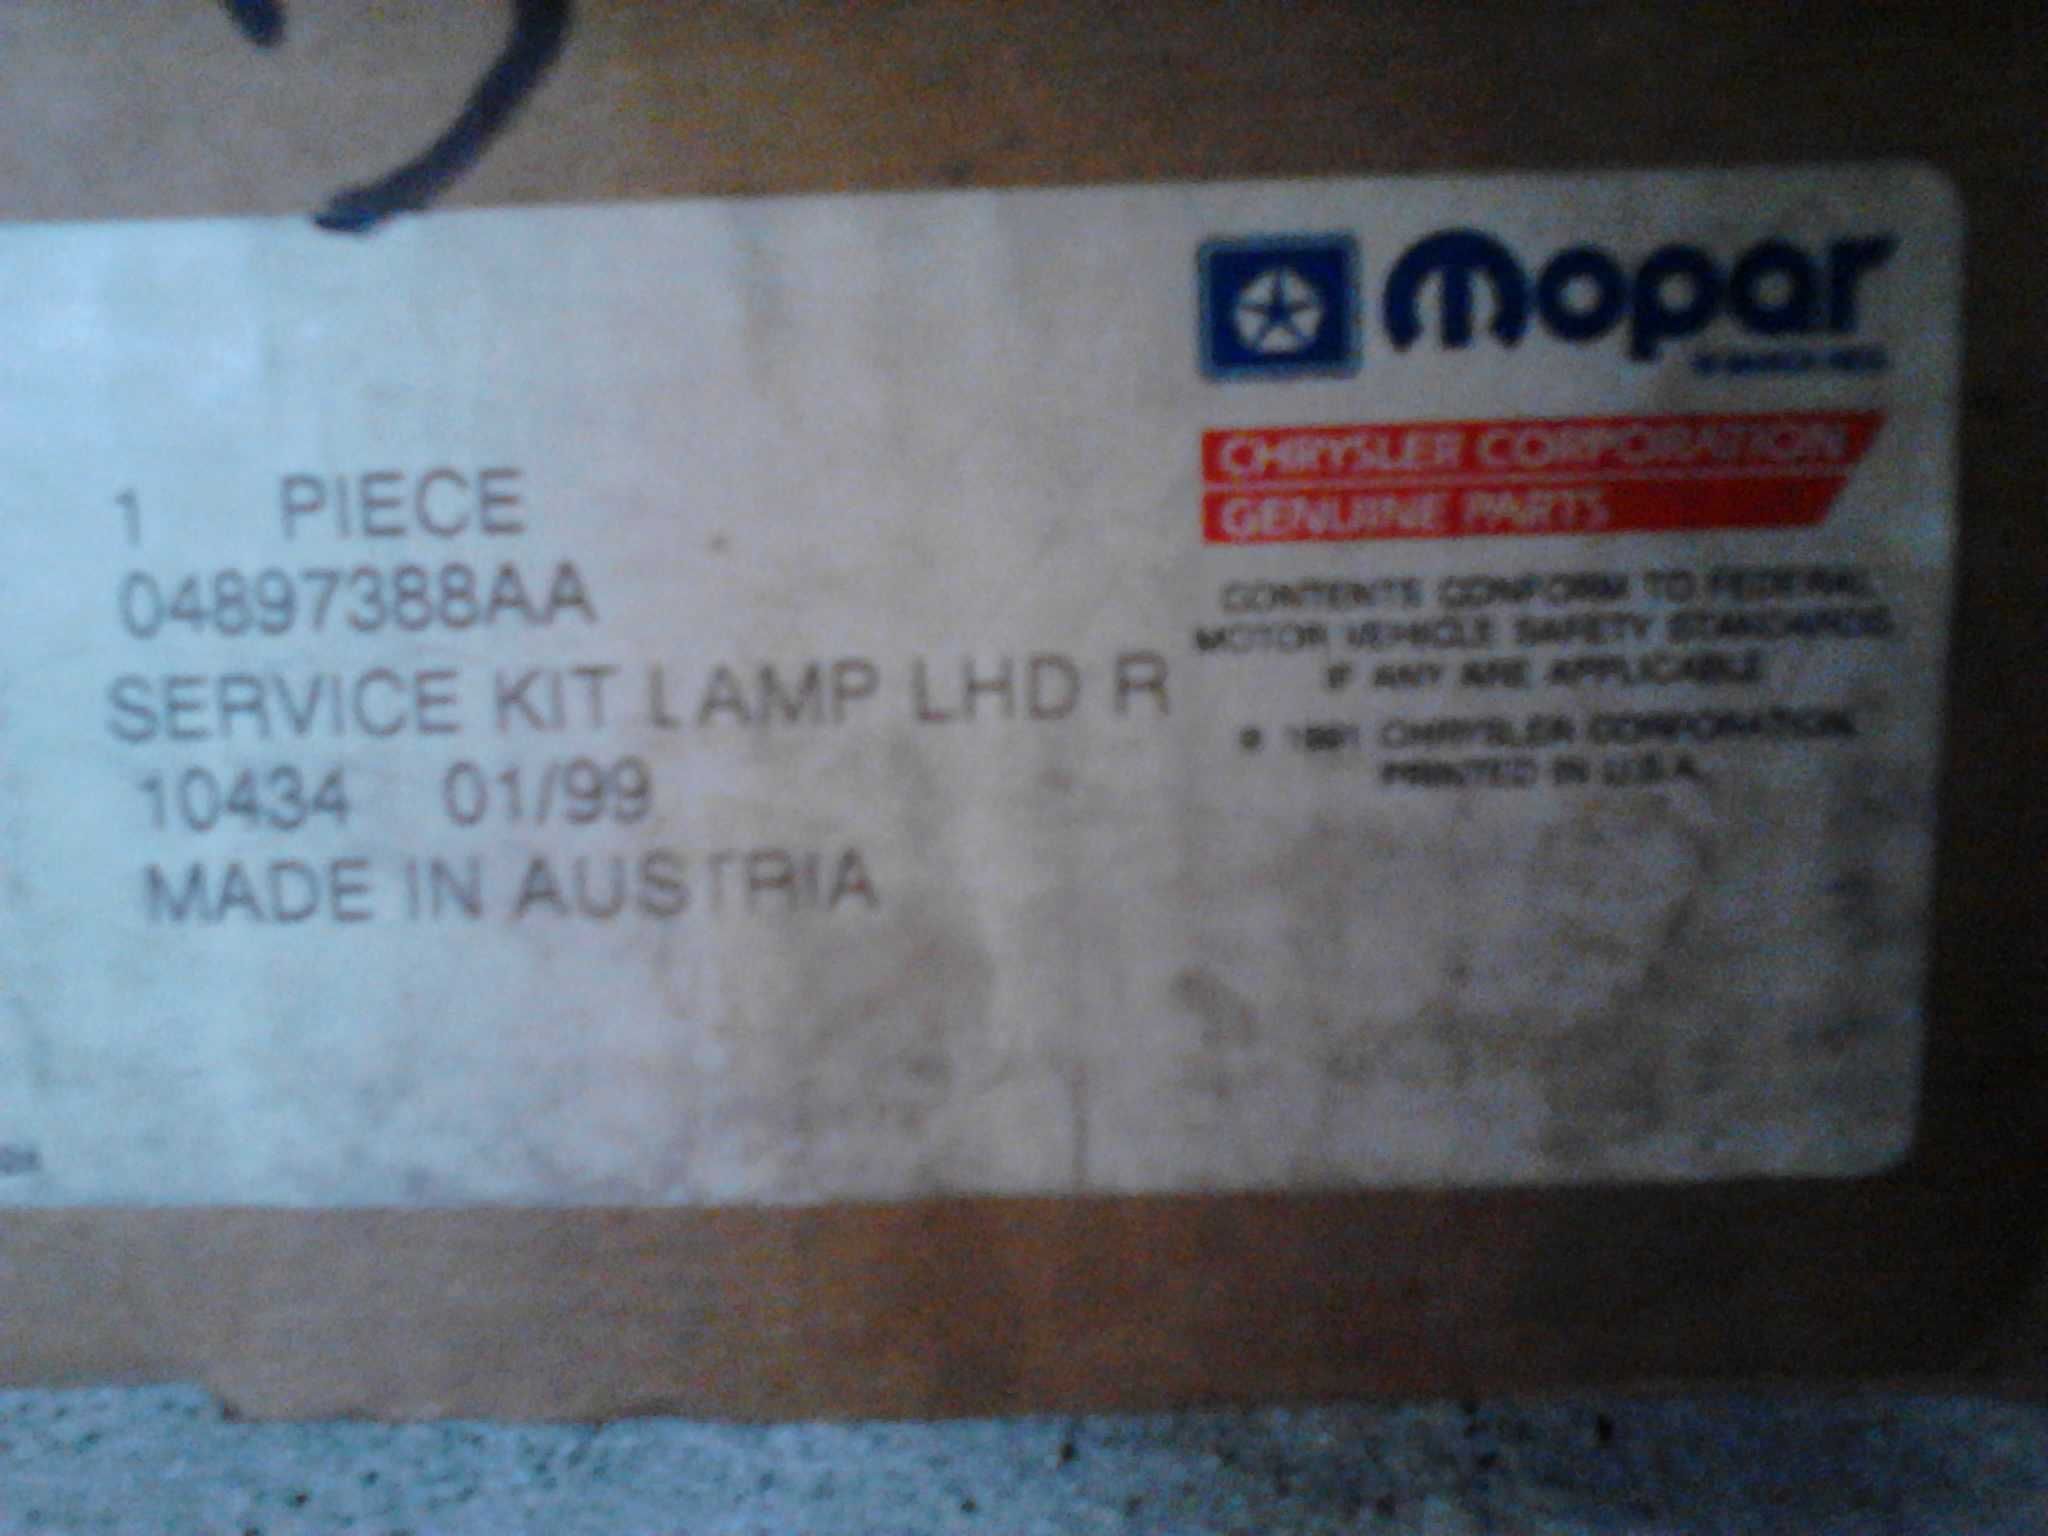 mopar
CHRYSLER CORPORATION
GENUINE PARTS
CONTENTS CONFORM TO FEDERAL
MOTOR VEHICLE SAFETY STANDARDS,
IF ANY ARE APPLICABLE
© 1991 CHRYSLER CORPORATION,
PRINTED IN U.S.A.
1 PIECE
04897388AA
SERVICE KIT LAMP LHD R
10434 01/99
MADE IN AUSTRIA